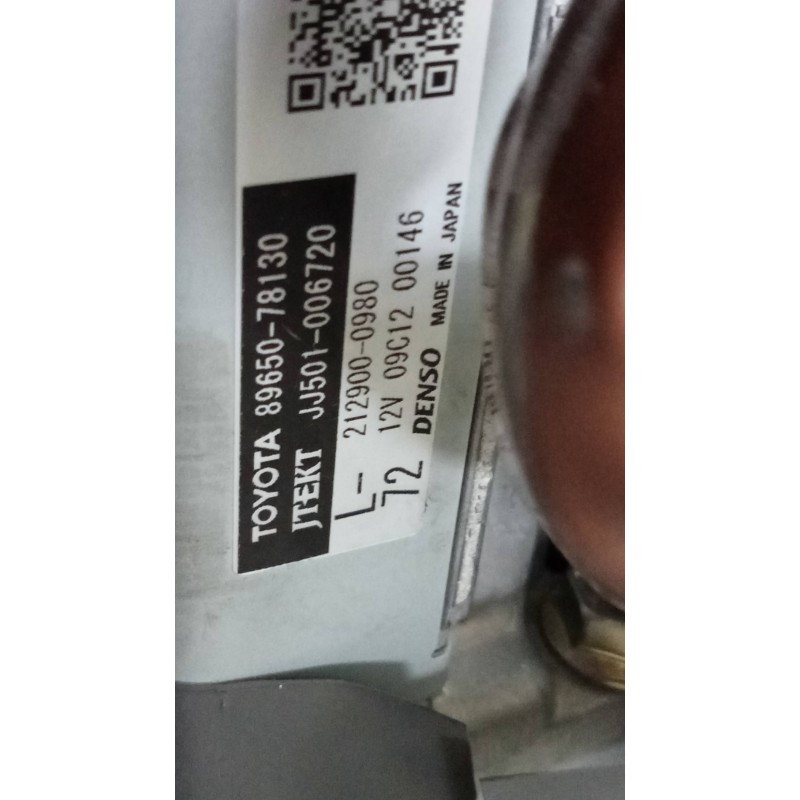 TOYOTA 89650-78130
JTEKT JJ501-006720
L- 212900-0980
72 12V 09C12 00146
DENSO MADE IN JAPAN